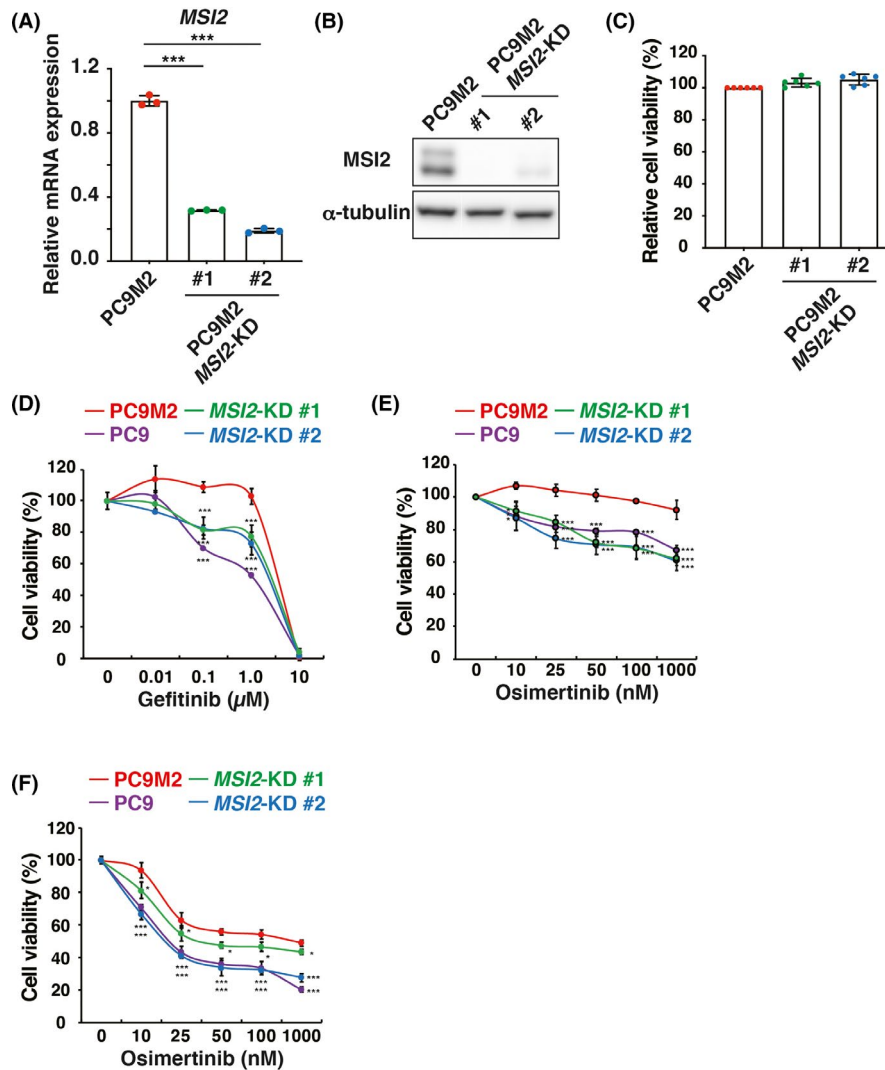 (A)
MSI2
***
***
Relative mRNA expression
1.2
0.8
0.4
0.0
PC9M2
#1
#2
PC9M2
MSI2-KD
(B)
PC9M2
PC9M2
MSI2-KD
#1
#2
MSI2
α-tubulin
(C)
Relative cell viability (%)
120
100
80
60
40
20
0
PC9M2
#1
#2
PC9M2
MSI2-KD
(D)
PC9M2
MSI2-KD #1
PC9
MSI2-KD #2
Cell viability (%)
120
100
80
60
40
20
0
***
***
***
***
***
***
0 0.01 0.1 1.0 10
Gefitinib (µM)
(E)
PC9M2
MSI2-KD #1
PC9
MSI2-KD #2
Cell viability (%)
120
100
80
60
40
20
0
***
***
***
***
***
***
***
***
***
***
0 10 25 50 100 1000
Osimertinib (nM)
(F)
PC9M2
MSI2-KD #1
PC9
MSI2-KD #2
Cell viability (%)
120
100
80
60
40
20
0
*
*
*
*
*
***
***
***
***
***
***
***
***
***
***
0 10 25 50 100 1000
Osimertinib (nM)